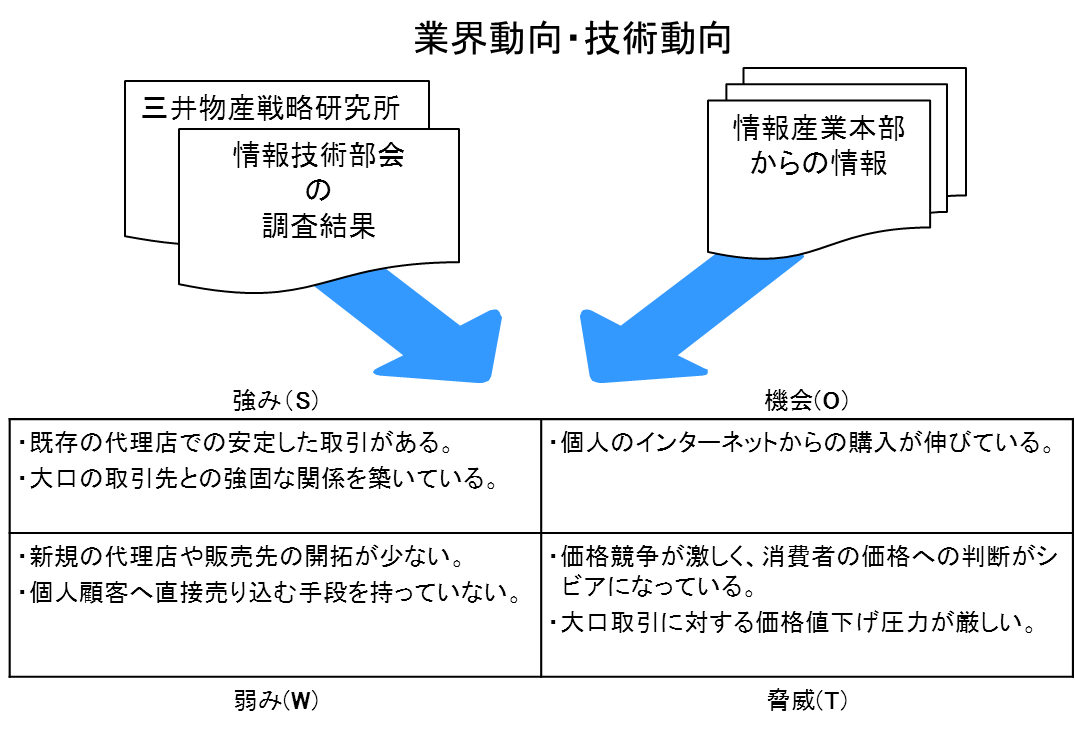 業界動向・技術動向
三井物産戦略研究所
情報技術部会
の
調査結果
情報産業本部
からの情報
強み（S）
機会(O)
・既存の代理店での安定した取引がある。
・大口の取引先との強固な関係を築いている。
・個人のインターネットからの購入が伸びている。
・新規の代理店や販売先の開拓が少ない。
・個人顧客へ直接売り込む手段を持っていない。
・価格競争が激しく、消費者の価格への判断がシ
ビアになっている。
・大口取引に対する価格値下げ圧力が厳しい。
弱み(W)
脅威(T)